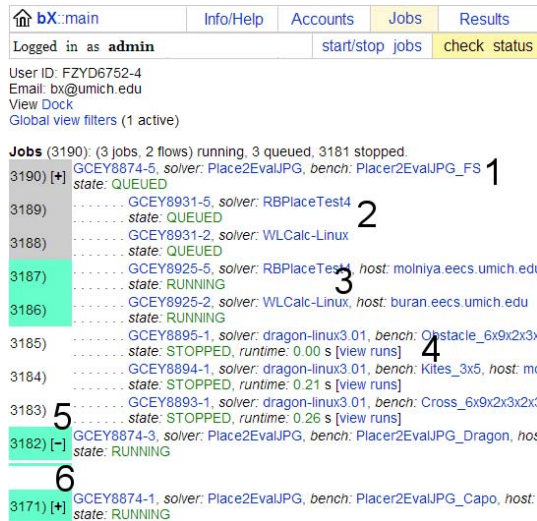 bX::main Info/Help Accounts Jobs Results
Logged in as admin start/stop jobs check status
User ID: FZYD6752-4
Email: bx@umich.edu
View Dock
Global view filters (1 active)
Jobs (3190): (3 jobs, 2 flows) running, 3 queued, 3181 stopped.
3190) [+] GCEY8874-5, solver: Place2EvalJPG, bench: Placer2EvalJPG_FS 1
state: QUEUED
3189) ....... GCEY8931-5, solver: RBPlaceTest4 2
....... state: QUEUED
3188) ....... GCEY8931-2, solver: WLCalc-Linux
....... state: QUEUED
3187) ....... GCEY8925-5, solver: RBPlaceTest4, host: molniya.eecs.umich.edu 3
....... state: RUNNING
3186) ....... GCEY8925-2, solver: WLCalc-Linux, host: buran.eecs.umich.edu
....... state: RUNNING
3185) ....... GCEY8895-1, solver: dragon-linux3.01, bench: Obstacle_6x9x2x3x 4
....... state: STOPPED, runtime: 0.00 s [view runs]
3184) ....... GCEY8894-1, solver: dragon-linux3.01, bench: Kites_3x5, host: mo
....... state: STOPPED, runtime: 0.21 s [view runs]
3183) ....... GCEY8893-1, solver: dragon-linux3.01, bench: Cross_6x9x2x3x2x3
....... state: STOPPED, runtime: 0.26 s [view runs]
5
3182) [−] GCEY8874-3, solver: Place2EvalJPG, bench: Placer2EvalJPG_Dragon, hos
state: RUNNING
6
3171) [+] GCEY8874-1, solver: Place2EvalJPG, bench: Placer2EvalJPG_Capo, host:
state: RUNNING